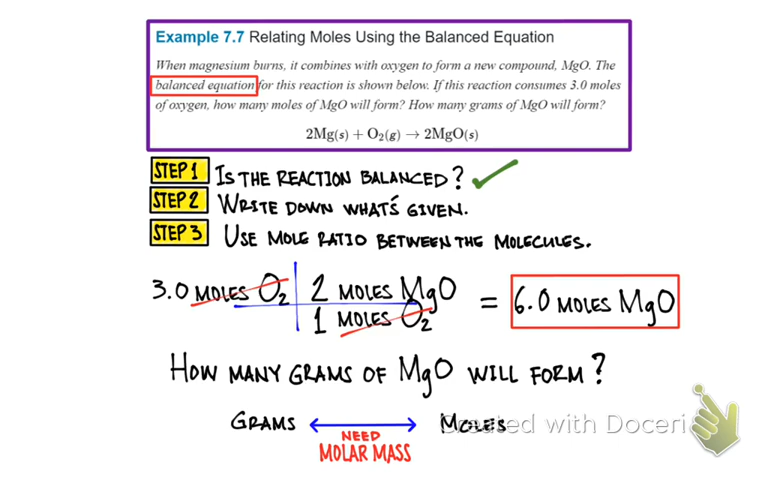 Example 7.7 Relating Moles Using the Balanced Equation
When magnesium burns, it combines with oxygen to form a new compound, MgO. The
balanced equation for this reaction is shown below. If this reaction consumes 3.0 moles
of oxygen, how many moles of MgO will form? How many grams of MgO will form?
2Mg(s) + O₂(g) → 2MgO(s)
STEP 1 IS THE REACTION BALANCED? ✓
STEP 2 WRITE DOWN WHAT'S GIVEN.
STEP 3 USE MOLE RATIO BETWEEN THE MOLECULES.
3.0 MOLES O₂ | 2 MOLES MgO = 6.0 MOLES MgO
1 MOLES O₂
HOW MANY GRAMS OF MgO WILL FORM?
GRAMS ↔ MOLES
NEED
MOLAR MASS
Created with Doceri